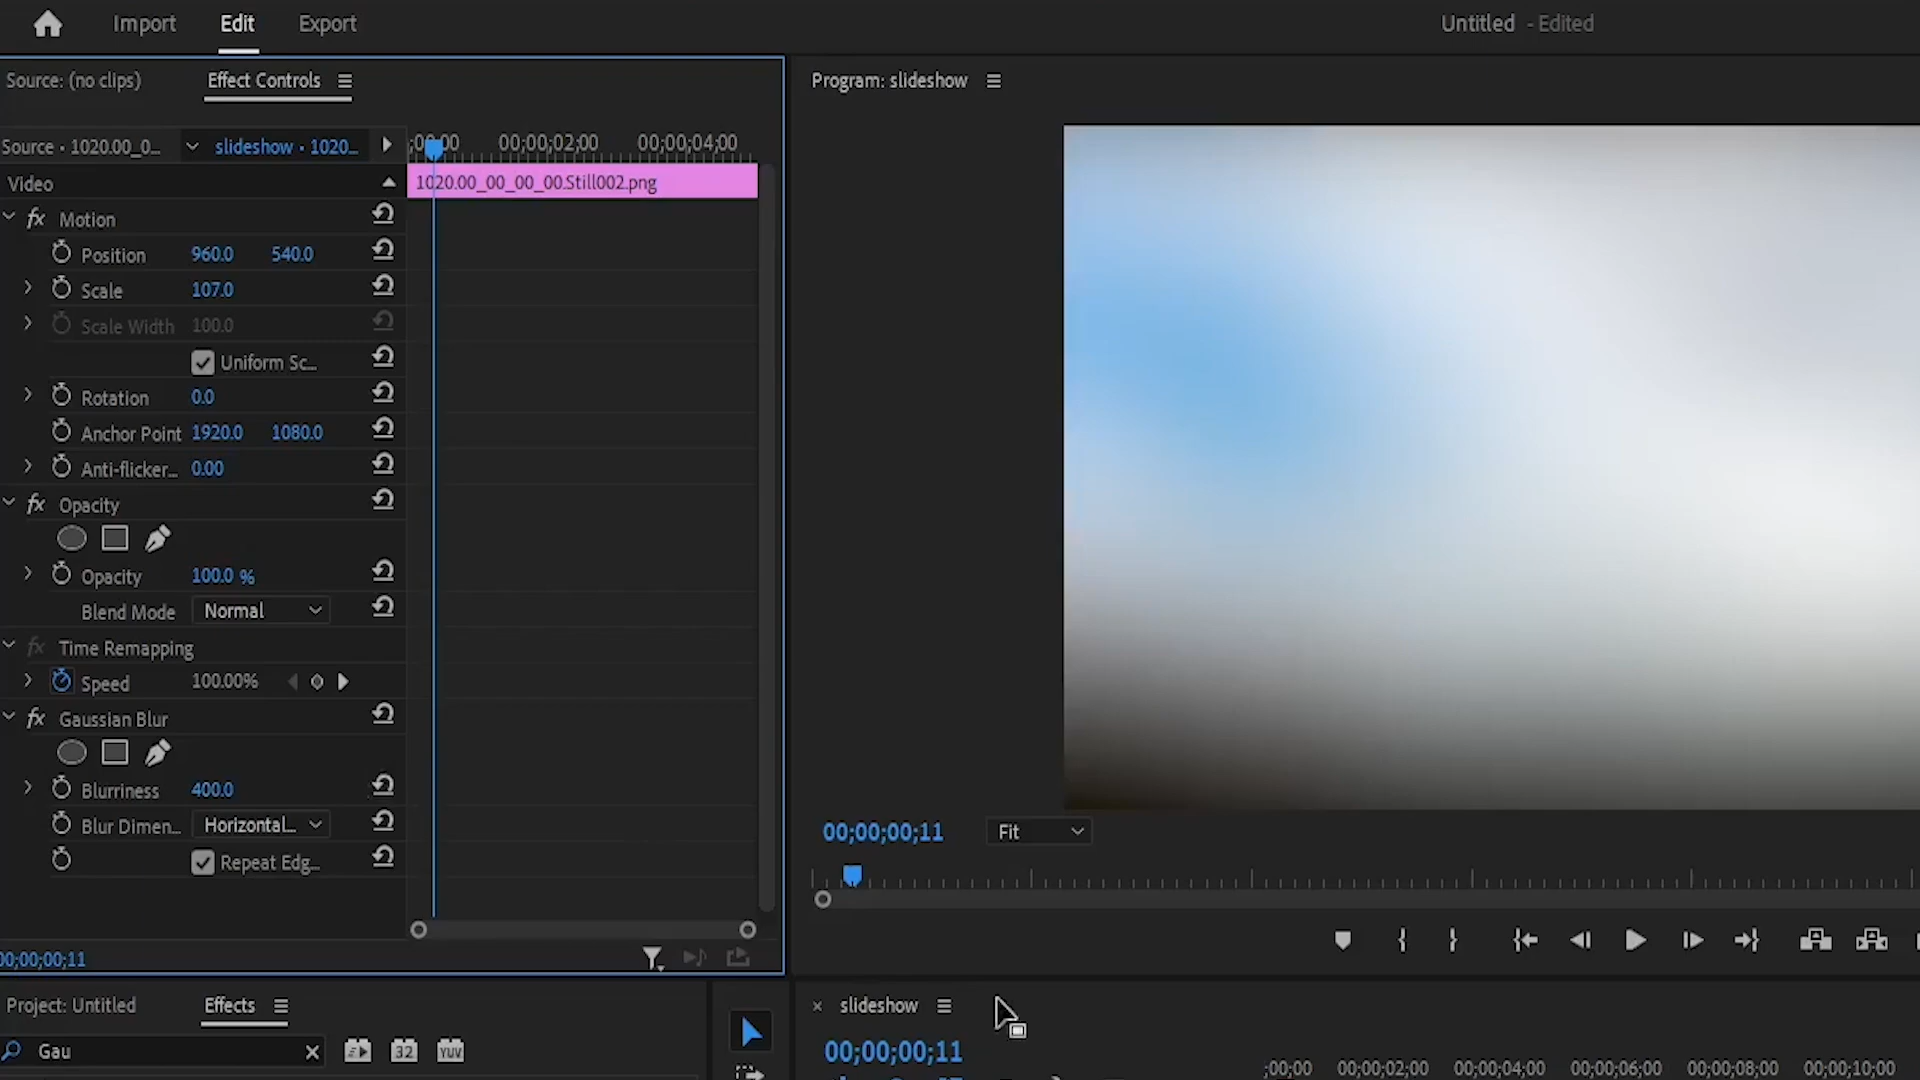 Import Edit Export
Untitled - Edited
Source: (no clips) Effect Controls
Program: slideshow
Source • 1020.00_0... slideshow • 1020...
;00;00 00;00;02;00 00;00;04;00
Video
1020.00_00_00_00.Still002.png
fx Motion
Position 960.0 540.0
Scale 107.0
Scale Width 100.0
Uniform Sc...
Rotation 0.0
Anchor Point 1920.0 1080.0
Anti-flicker... 0.00
fx Opacity
Opacity 100.0 %
Blend Mode Normal
fx Time Remapping
Speed 100.00%
fx Gaussian Blur
Blurriness 400.0
Blur Dimen... Horizontal...
Repeat Edg...
00;00;00;11
00;00;00;11 Fit
Project: Untitled Effects
Gau
32 YUV
slideshow
00;00;00;11
;00;00 00;00;02;00 00;00;04;00 00;00;06;00 00;00;08;00 00;00;10;00